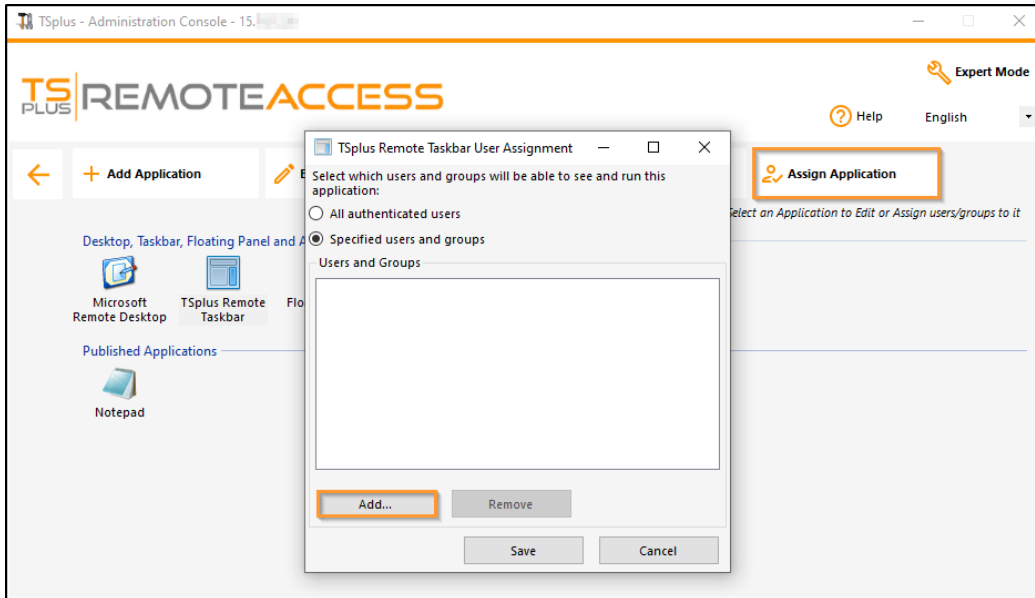 TSplus - Administration Console - 15.
Expert Mode
TS PLUS REMOTEACCESS
Help
English
TSplus Remote Taskbar User Assignment
Add Application
Assign Application
Select which users and groups will be able to see and run this
application:
All authenticated users
Select an Application to Edit or Assign users/groups to it
Specified users and groups
Desktop, Taskbar, Floating Panel and A
Users and Groups
Microsoft
Remote Desktop
TSplus Remote
Taskbar
Flo
Published Applications
Notepad
Add...
Remove
Save
Cancel